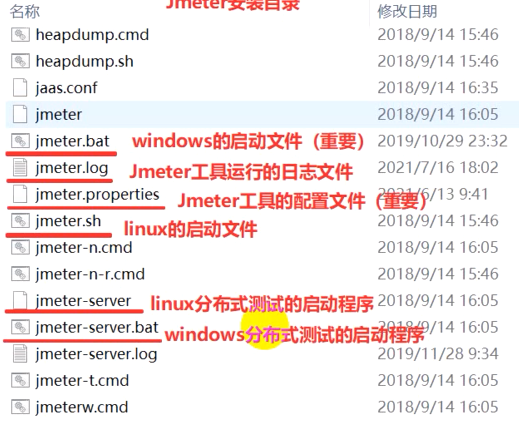 Jmeter安装目录
名称 修改日期
heapdump.cmd 2018/9/14 15:46
heapdump.sh 2018/9/14 15:46
jaas.conf 2018/9/14 16:35
jmeter 2018/9/14 16:05
jmeter.bat windows的启动文件（重要） 2019/10/29 23:32
jmeter.log Jmeter工具运行的日志文件 2021/7/16 18:02
jmeter.properties Jmeter工具的配置文件（重要） 2021/6/13 9:41
jmeter.sh linux的启动文件 2018/9/14 15:46
jmeter-n.cmd 2018/9/14 16:05
jmeter-n-r.cmd 2018/9/14 15:46
jmeter-server linux分布式测试的启动程序 2018/9/14 16:05
jmeter-server.bat windows分布式测试的启动程序 2018/9/14 16:05
jmeter-server.log 2019/11/28 9:34
jmeter-t.cmd 2018/9/14 16:05
jmeterw.cmd 2018/9/14 16:05